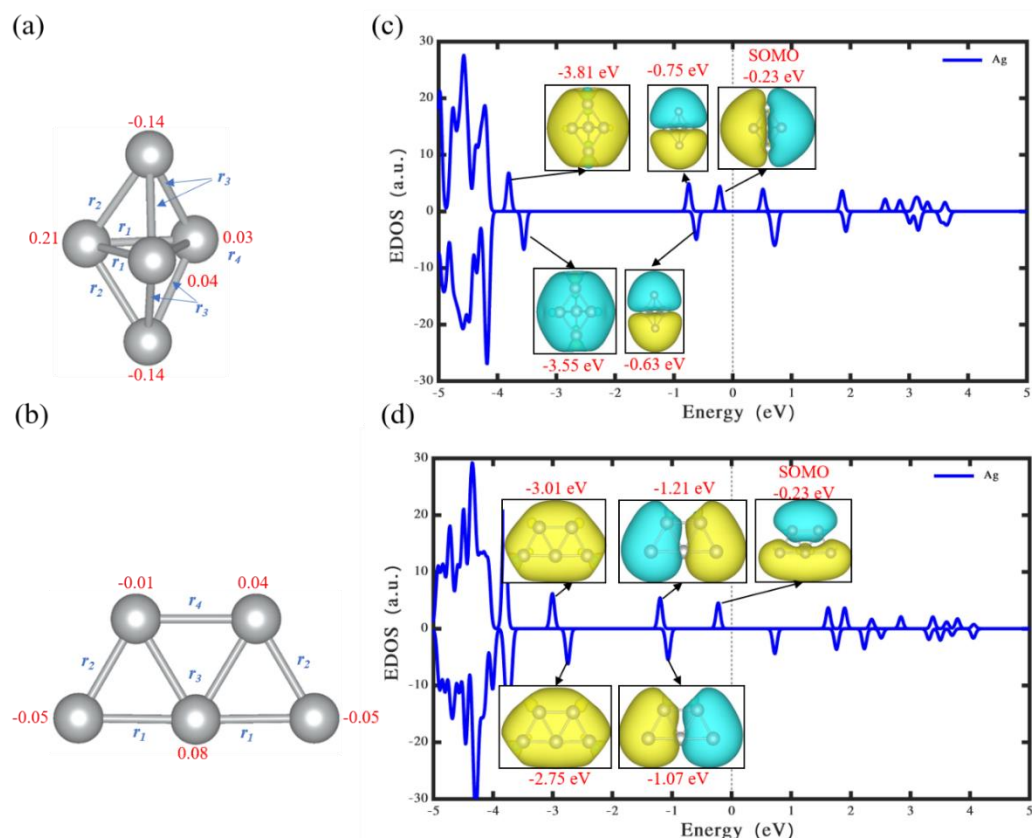 (a)
-0.14
r3
r2
0.21
r1
0.03
r1
r4
r2
0.04
r3
-0.14
(c)
30
20
10
0
-10
-20
-30
EDOS (a.u.)
-3.81 eV
-0.75 eV
SOMO
-0.23 eV
Ag
-3.55 eV
-0.63 eV
-5 -4 -3 -2 -1 0 1 2 3 4 5
Energy (eV)
(b)
-0.01
0.04
r4
r2
r3
r2
-0.05
r1
r1
-0.05
0.08
(d)
30
20
10
0
-10
-20
-30
EDOS (a.u.)
-3.01 eV
-1.21 eV
SOMO
-0.23 eV
Ag
-2.75 eV
-1.07 eV
-5 -4 -3 -2 -1 0 1 2 3 4 5
Energy (eV)